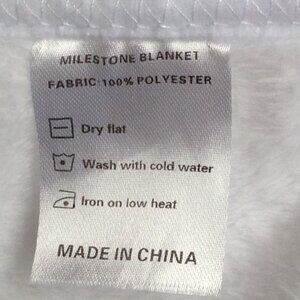 MILESTONE BLANKET
FABRIC:100% POLYESTER
Dry flat
Wash with cold water
Iron on low heat
MADE IN CHINA